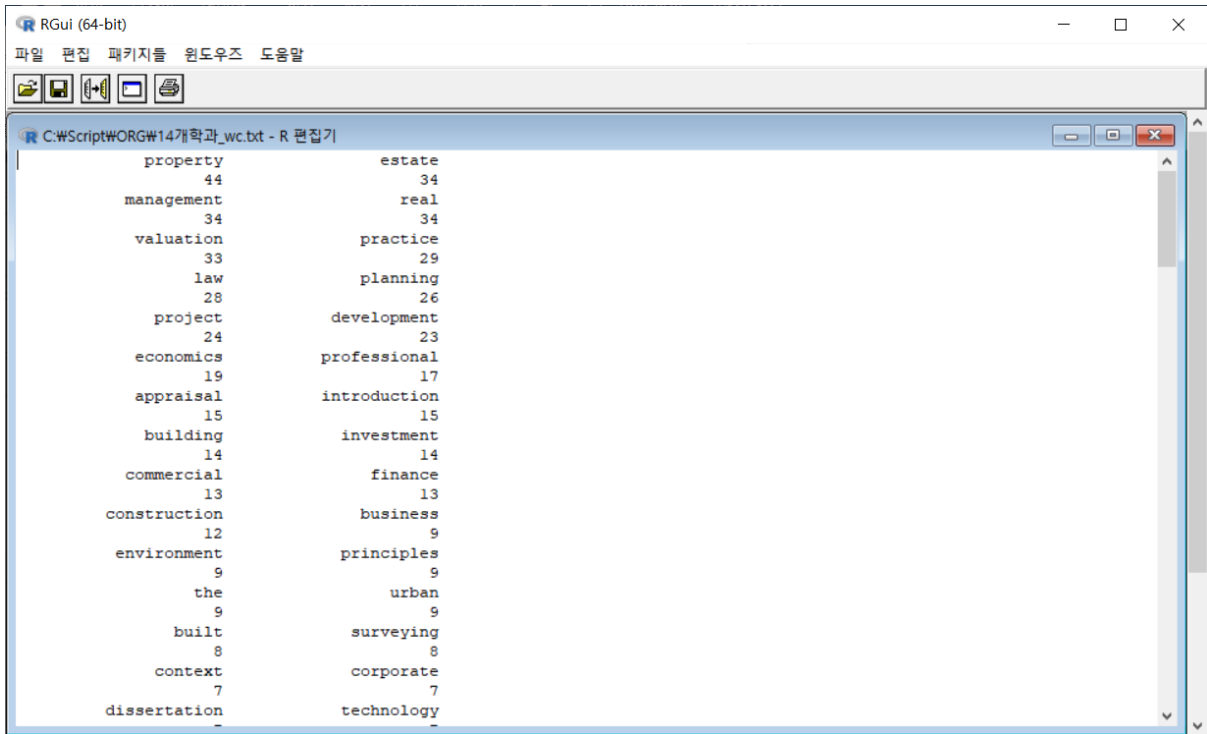 RGui (64-bit)
파일 편집 패키지들 윈도우즈 도움말
C:₩Script₩ORG₩14개학과_wc.txt - R 편집기
property estate
44 34
management real
34 34
valuation practice
33 29
law planning
28 26
project development
24 23
economics professional
19 17
appraisal introduction
15 15
building investment
14 14
commercial finance
13 13
construction business
12 9
environment principles
9 9
the urban
9 9
built surveying
8 8
context corporate
7 7
dissertation technology